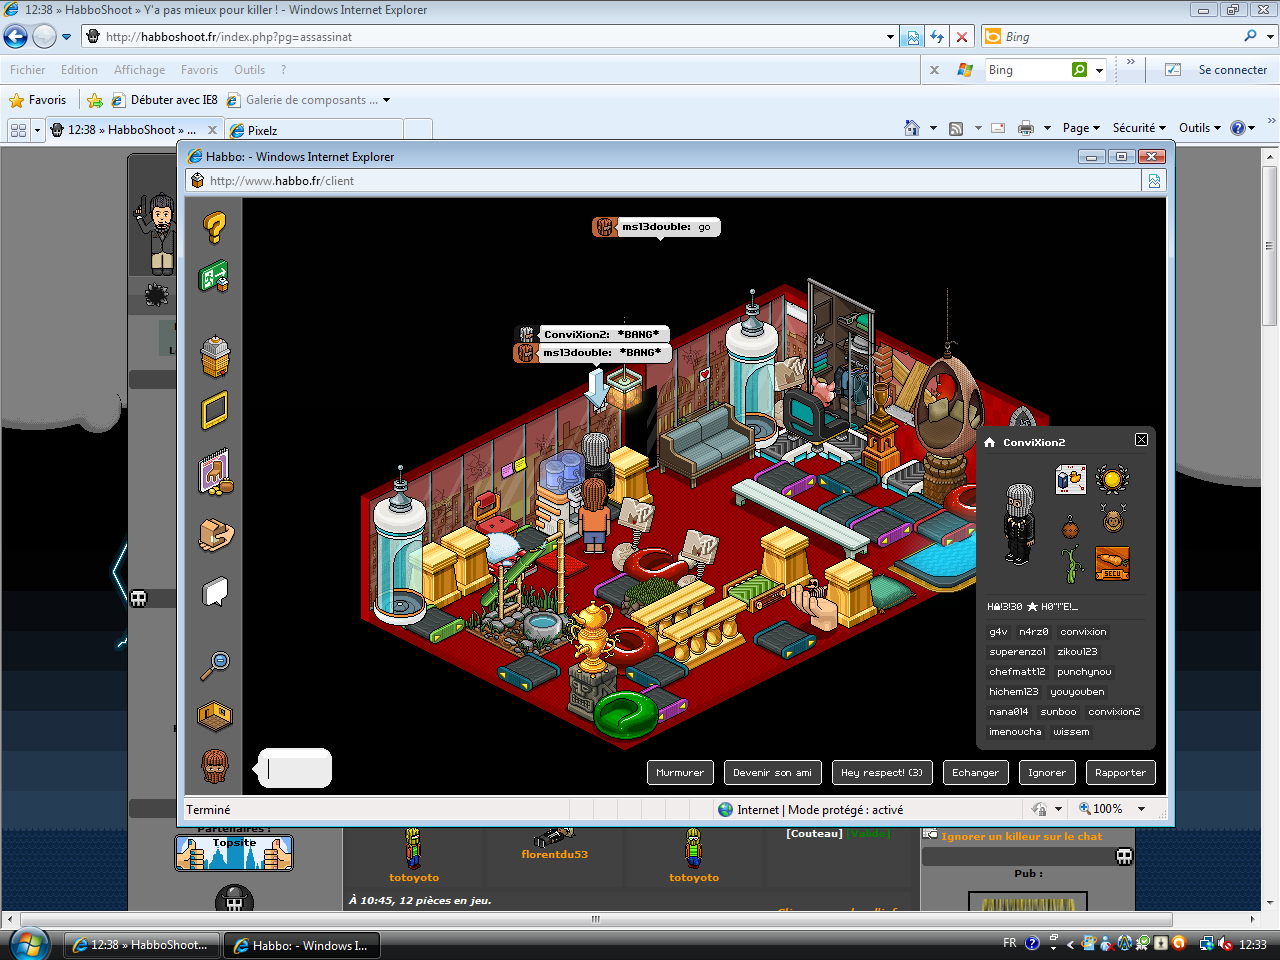 12:38 » HabboShoot » Y'a pas mieux pour killer ! - Windows Internet Explorer
http://habboshoot.fr/index.php?pg=assassinat
Bing
Fichier Edition Affichage Favoris Outils ?
Bing
Se connecter
Favoris
Débuter avec IE8
Galerie de composants ...
12:38 » HabboShoot » ...
Pixelz
Page
Sécurité
Outils
Habbo: - Windows Internet Explorer
http://www.habbo.fr/client
ms13double: go
ConviXion2: *BANG*
ms13double: *BANG*
ConviXion2
SECU
g4v n4rz0 convixion
superenzo1 zikou123
chefmatt12 punchynou
hichem123 youyouben
nana014 sunboo convixion2
imenoucha wissem
Murmurer
Devenir son ami
Hey respect! (3)
Echanger
Ignorer
Rapporter
Terminé
Internet | Mode protégé : activé
100%
Partenaires :
Topsite
totoyoto
florentdu53
totoyoto
[Couteau] (Valide)
Ignorer un killeur sur le chat
Pub :
À 10:45, 12 pièces en jeu.
12:38 » HabboShoot...
Habbo: - Windows I...
FR
12:33